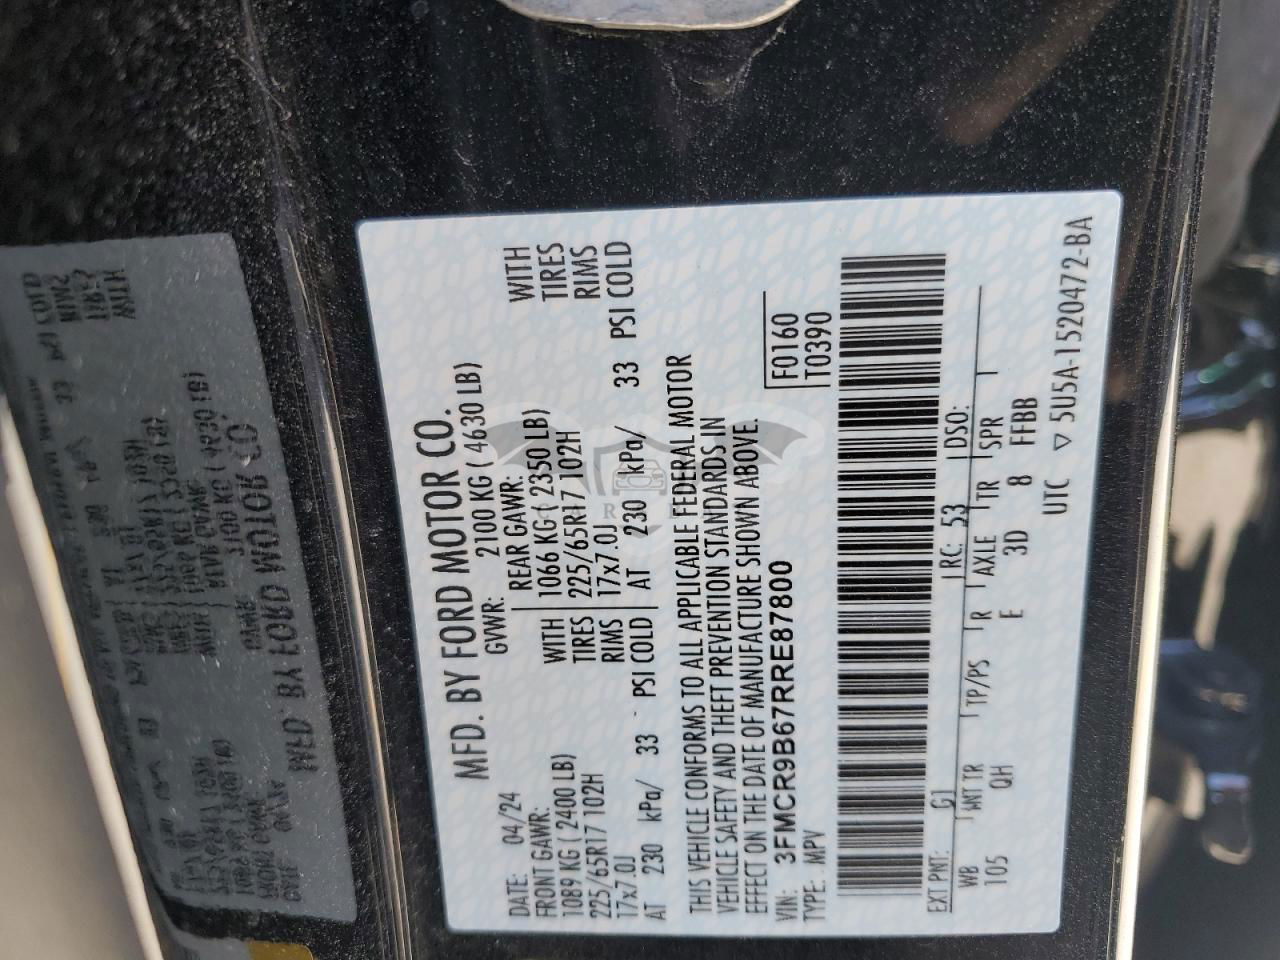 MFD. BY FORD MOTOR CO.
DATE: 04/24 GVWR: 2100 KG ( 4630 LB)
FRONT GAWR: REAR GAWR: WITH
1089 KG ( 2400 LB) WITH 1066 KG ( 2350 LB) TIRES
225/65R17 102H TIRES 225/65R17 102H RIMS
17x7.0J RIMS 17x7.0J
AT 230 kPa/ 33 PSI COLD AT 230 kPa/ 33 PSI COLD
THIS VEHICLE CONFORMS TO ALL APPLICABLE FEDERAL MOTOR
VEHICLE SAFETY AND THEFT PREVENTION STANDARDS IN
EFFECT ON THE DATE OF MANUFACTURE SHOWN ABOVE.
VIN: 3FMCR9B67RRE87800 F0160
TYPE: MPV T0390
EXT PNT: G1 RC: 53 DSO:
WB INT TR TP/PS R AXLE TR SPR
105 QH E 3D 8 FFBB
UTC ▽ 5U5A-1520472-BA